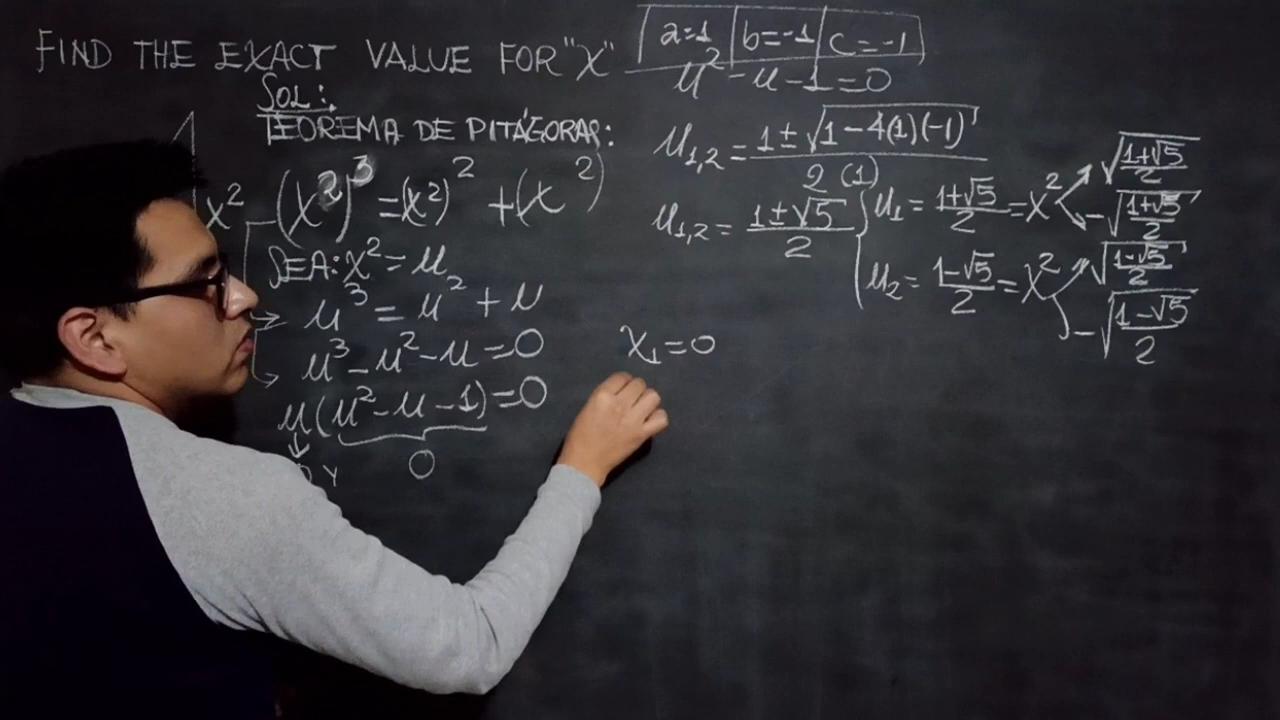 FIND THE EXACT VALUE FOR "X"
SOL:
TEOREMA DE PITÁGORAS:
x²
(x²)³ = (x²)² + (x²)
SEA: x² = u
u³ = u² + u
u³ - u² - u = 0
u(u² - u - 1) = 0
Y 0
a=1 b=-1 c=-1
u² - u - 1 = 0
u1,2 = 1±√1-4(1)(-1) / 2(1)
u1,2 = 1±√5 / 2
u1 = 1+√5 / 2 = x²
√1+√5 / 2
-√1+√5 / 2
u2 = 1-√5 / 2 = x²
√1-√5 / 2
-√1-√5 / 2
x1 = 0